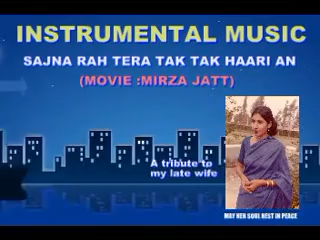 INSTRUMENTAL MUSIC
SAJNA RAH TERA TAK TAK HAARI AN
(MOVIE :MIRZA JATT)
A tribute to
my late wife
MAY HER SOUL REST IN PEACE